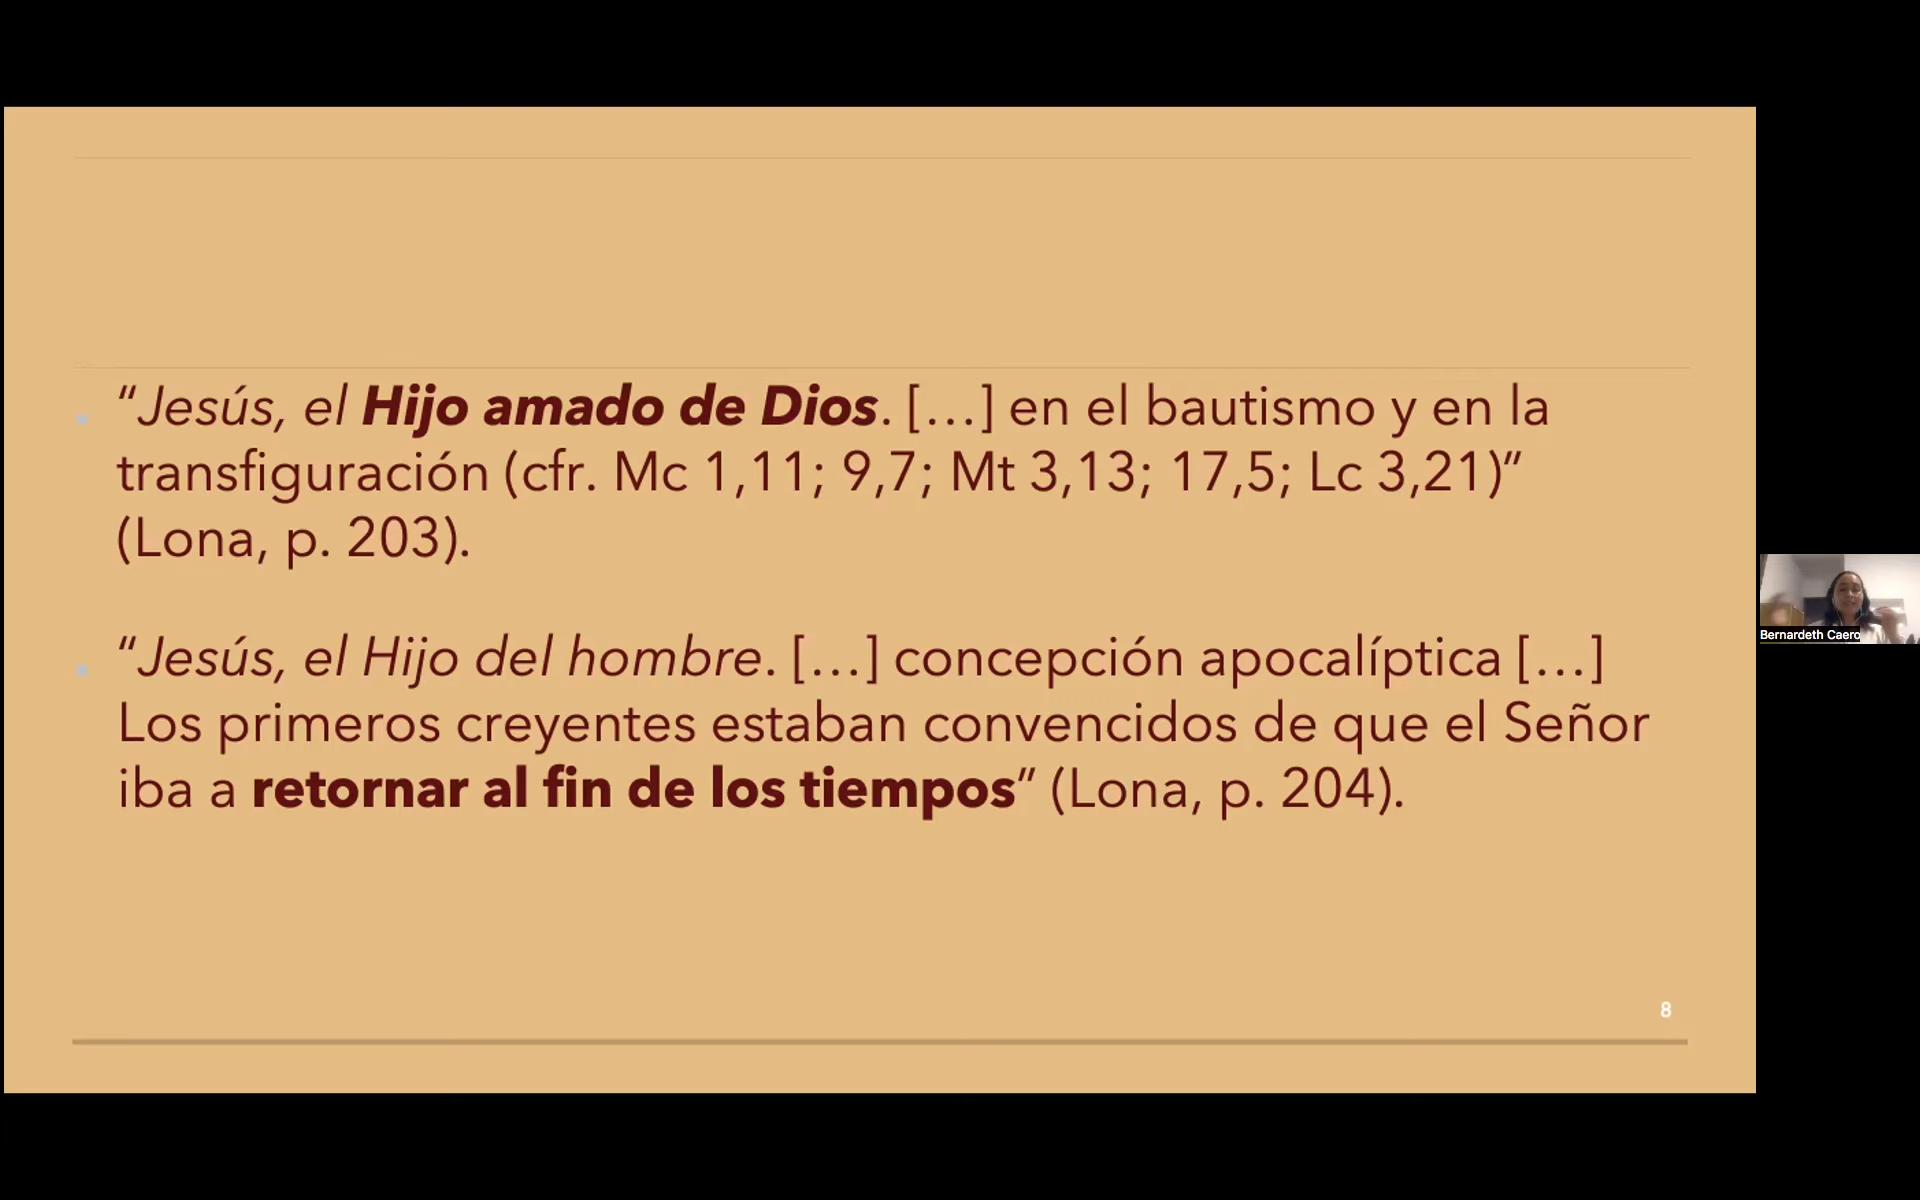 “Jesús, el Hijo amado de Dios. […] en el bautismo y en la
transfiguración (cfr. Mc 1,11; 9,7; Mt 3,13; 17,5; Lc 3,21)”
(Lona, p. 203).
“Jesús, el Hijo del hombre. […] concepción apocalíptica […]
Los primeros creyentes estaban convencidos de que el Señor
iba a retornar al fin de los tiempos” (Lona, p. 204).
Bernardeth Caero
8